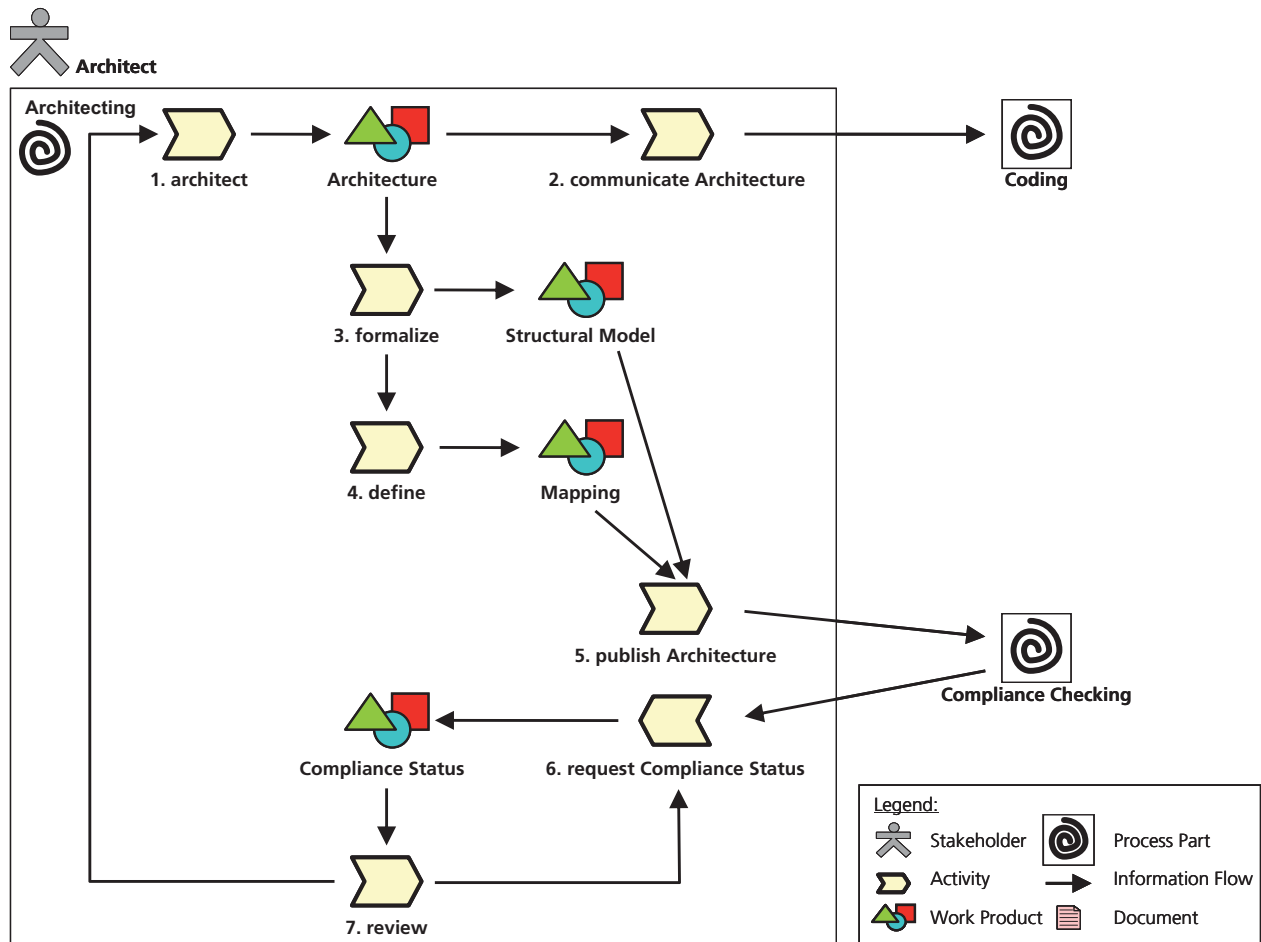 Architect
Architecting
1. architect
Architecture
2. communicate Architecture
Coding
3. formalize
Structural Model
4. define
Mapping
5. publish Architecture
Compliance Checking
Compliance Status
6. request Compliance Status
7. review
Legend:
Stakeholder
Process Part
Activity
Information Flow
Work Product
Document